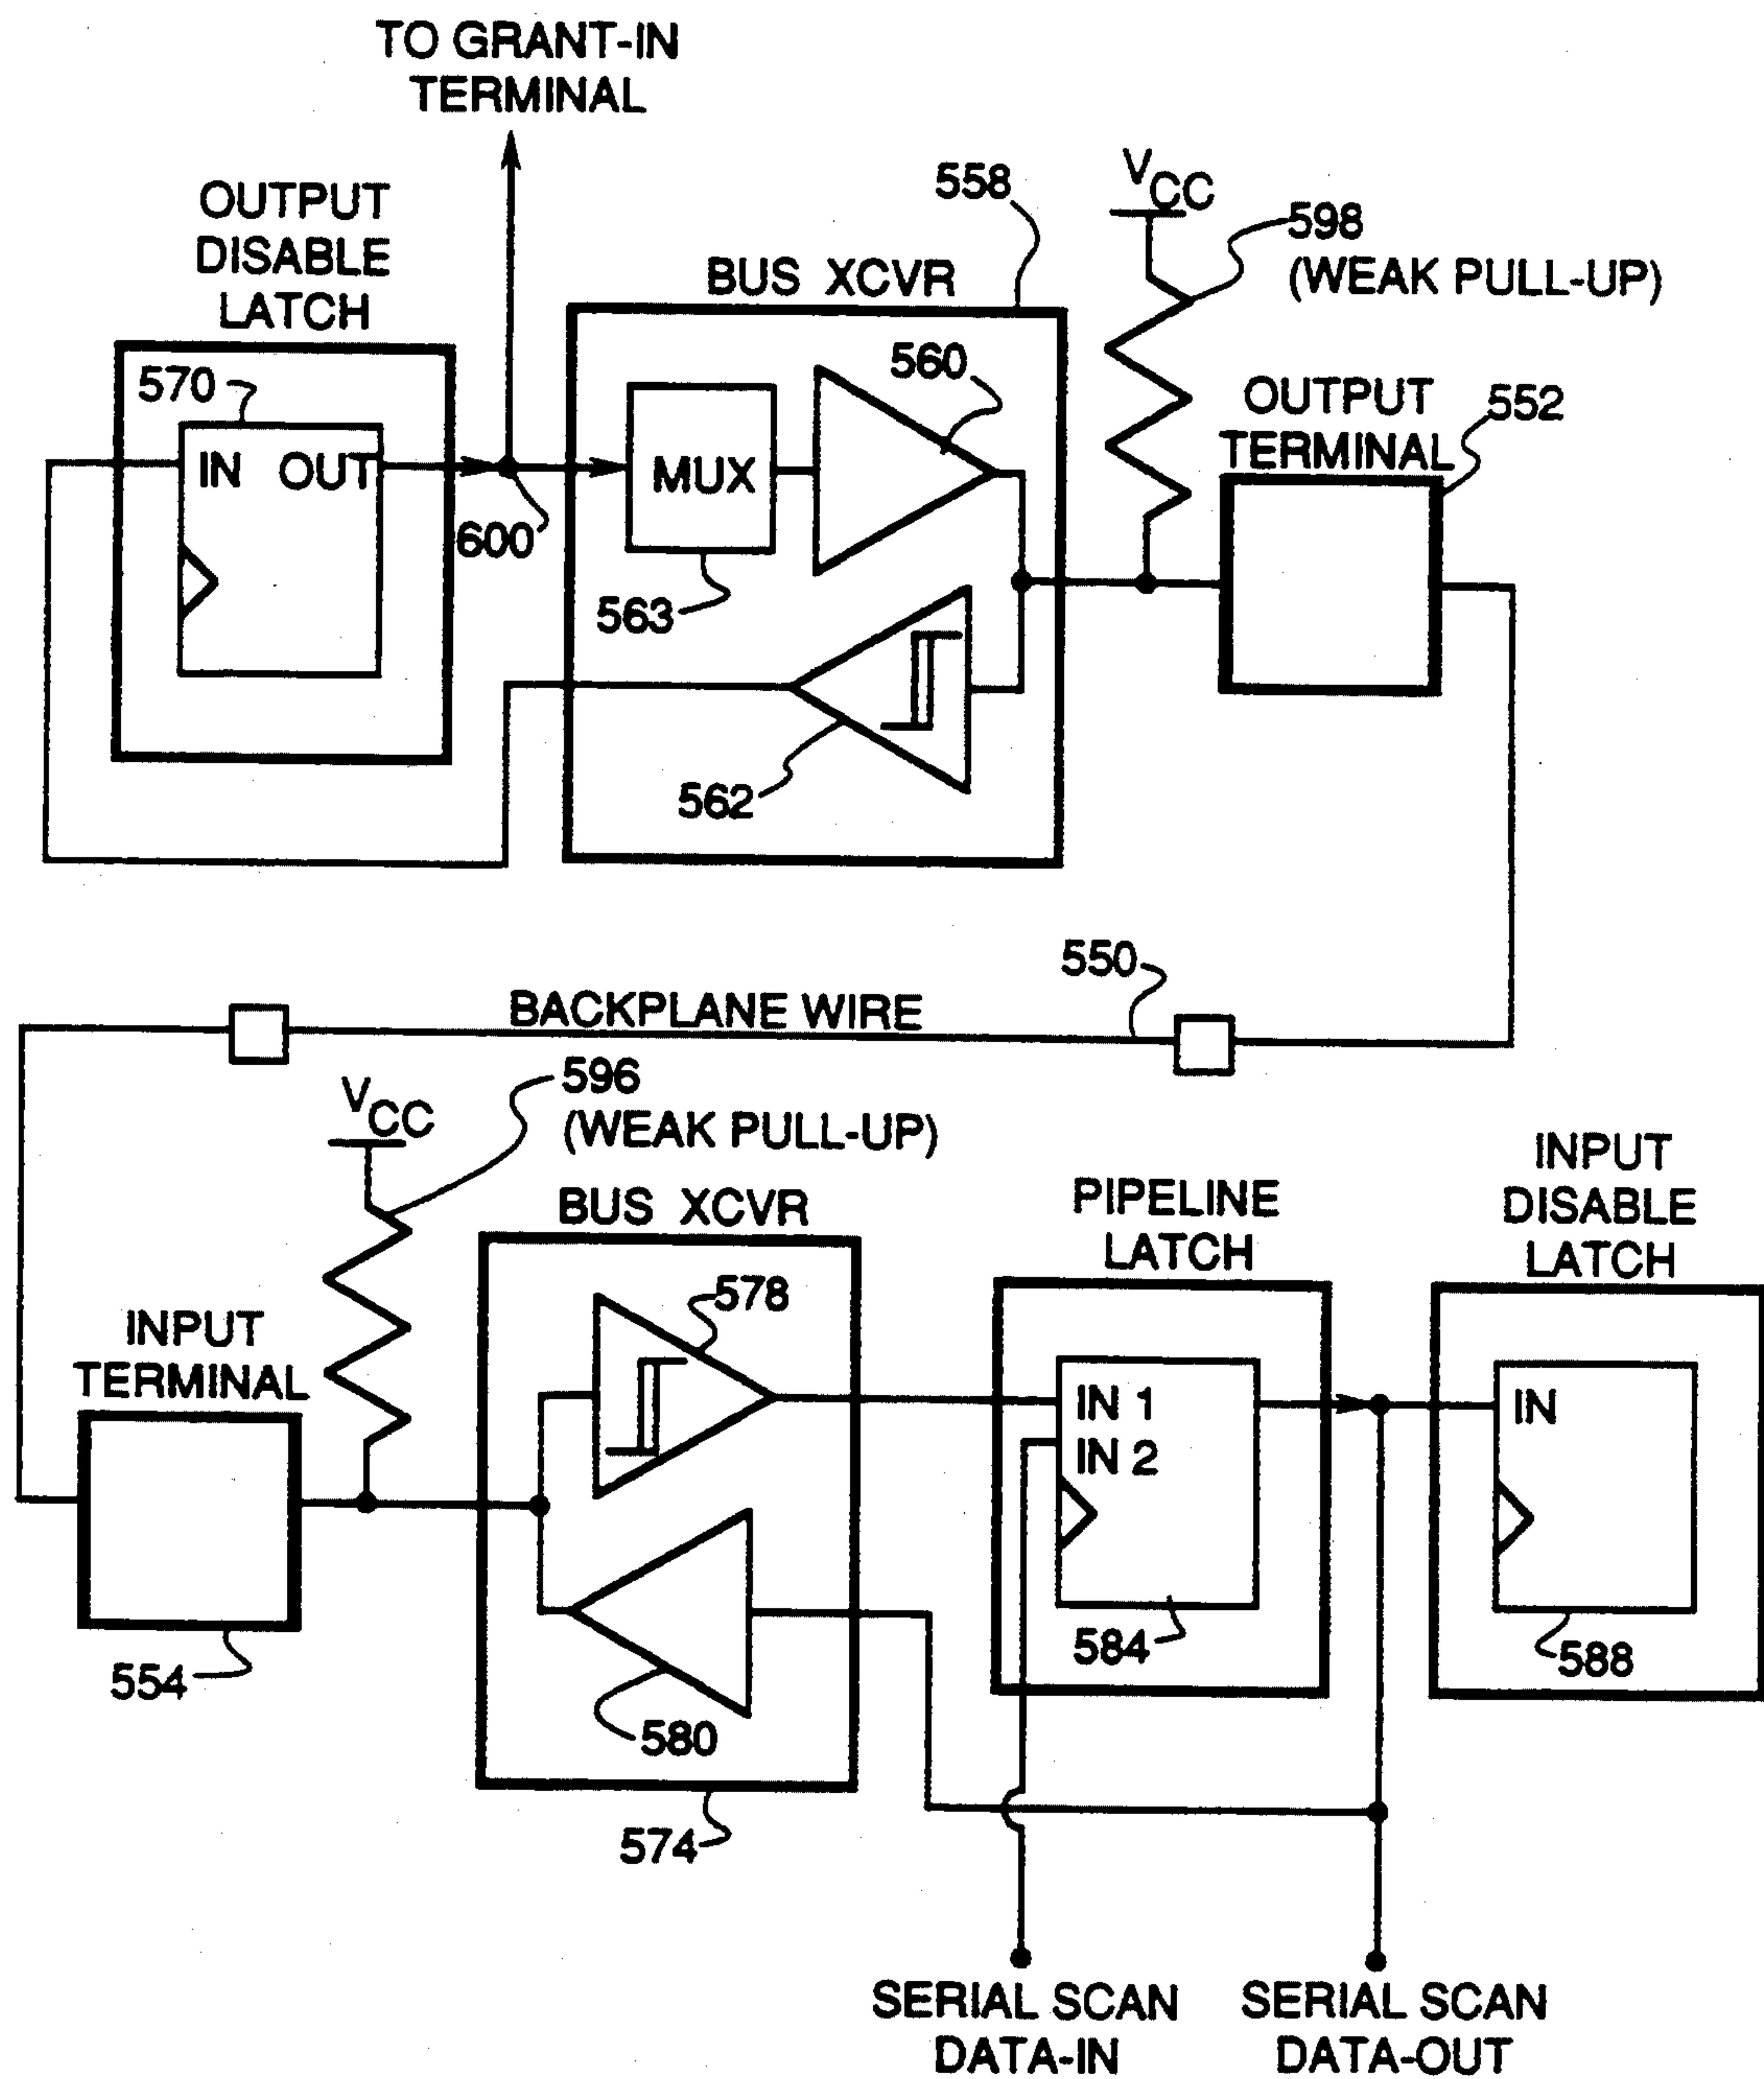 TO GRANT-IN
TERMINAL
OUTPUT
DISABLE
LATCH
570
IN OUT
600
BUS XCVR
558
MUX
563
560
562
VCC
598
(WEAK PULL-UP)
OUTPUT
TERMINAL
552
550
BACKPLANE WIRE
VCC
596
(WEAK PULL-UP)
INPUT
TERMINAL
554
BUS XCVR
578
580
574
PIPELINE
LATCH
IN 1
IN 2
584
INPUT
DISABLE
LATCH
IN
588
SERIAL SCAN
DATA-IN
SERIAL SCAN
DATA-OUT